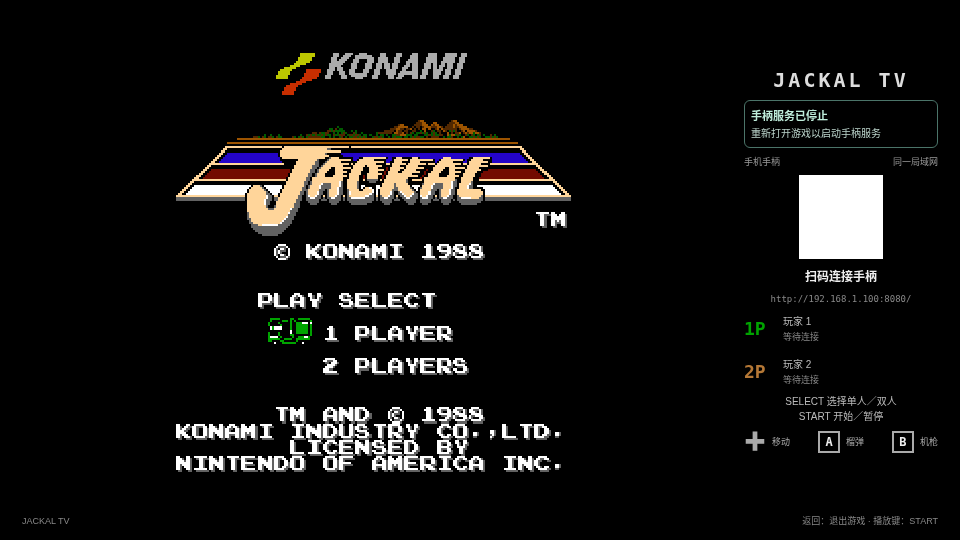 KONAMI
JACKAL
TM
© KONAMI 1988
PLAY SELECT
1 PLAYER
2 PLAYERS
TM AND © 1988
KONAMI INDUSTRY CO.,LTD.
LICENSED BY
NINTENDO OF AMERICA INC.
JACKAL TV
手柄服务已停止
重新打开游戏以启动手柄服务
手机手柄 同一局域网
扫码连接手柄
http://192.168.1.100:8080/
1P 玩家 1
等待连接
2P 玩家 2
等待连接
SELECT 选择单人／双人
START 开始／暂停
移动 A 榴弹 B 机枪
JACKAL TV
返回：退出游戏 · 播放键：START